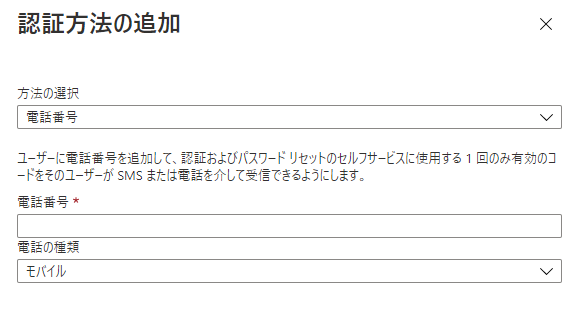 認証方法の追加
方法の選択
電話番号
ユーザーに電話番号を追加して、認証およびパスワード リセットのセルフサービスに使用する 1 回のみ有効のコ
ードをそのユーザーが SMS または電話を介して受信できるようにします。
電話番号 *
電話の種類
モバイル